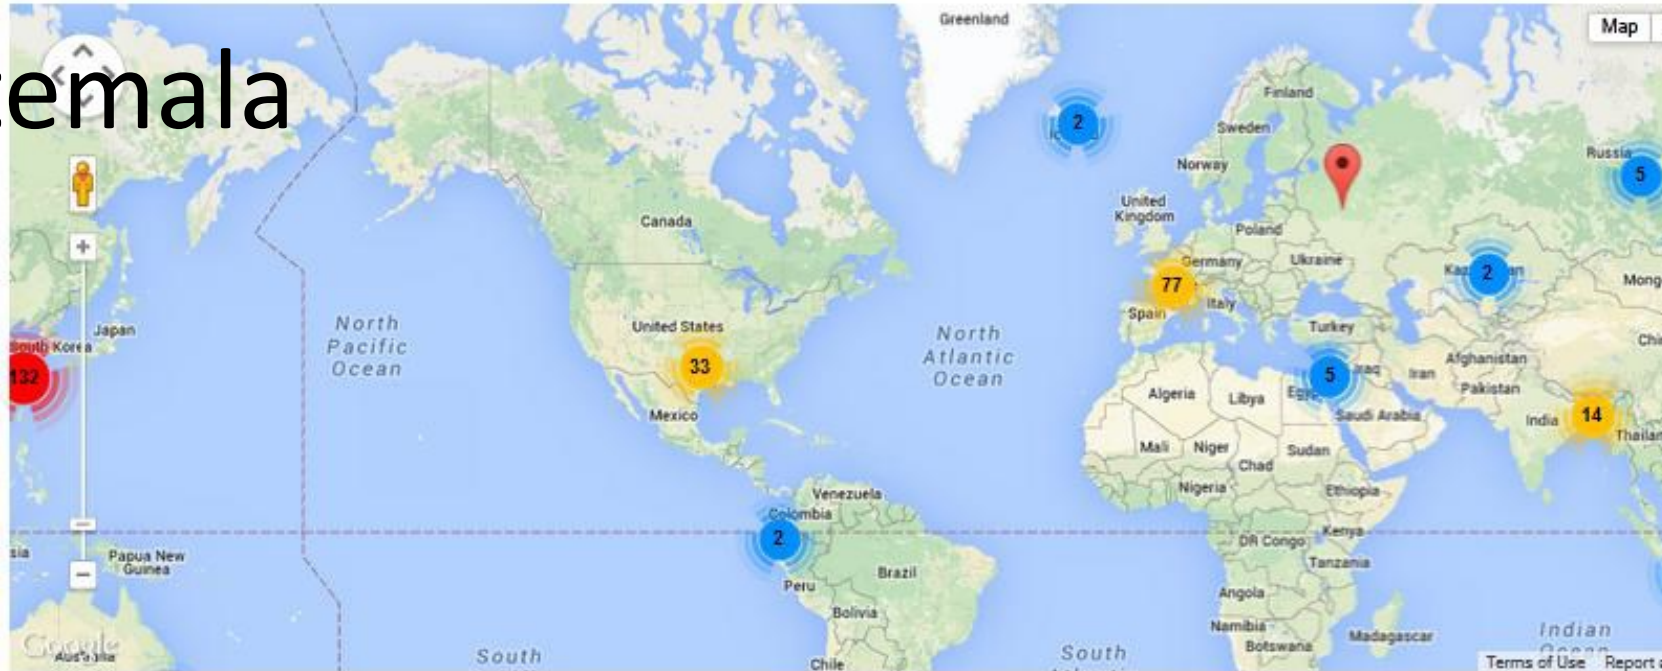 Greenland
Map
emala
Finland
2
Sweden
Russia
Norway
5
United
Kingdom
Canada
Poland
Germany
Ukraine
2
77
Mong
Italy
Spain
North
Pacific
Ocean
Japan
United States
North
Atlantic
Ocean
Turkey
South Korea
132
33
5
Iraq
Iran
Afghanistan
Pakistan
Algeria
Libya
Mexico
Saudi Arabia
India
14
Thailan
Mali
Niger
Sudan
Chad
Nigeria
Ethiopia
Venezuela
Colombia
2
Kenya
DR Congo
sia
Papua New
Guinea
Tanzania
Peru
Brazil
Angola
Bolivia
Namibia
Botswana
Madagascar
Indian
Ocean
Google
Australia
South
South
Chile
Terms of Use
Report